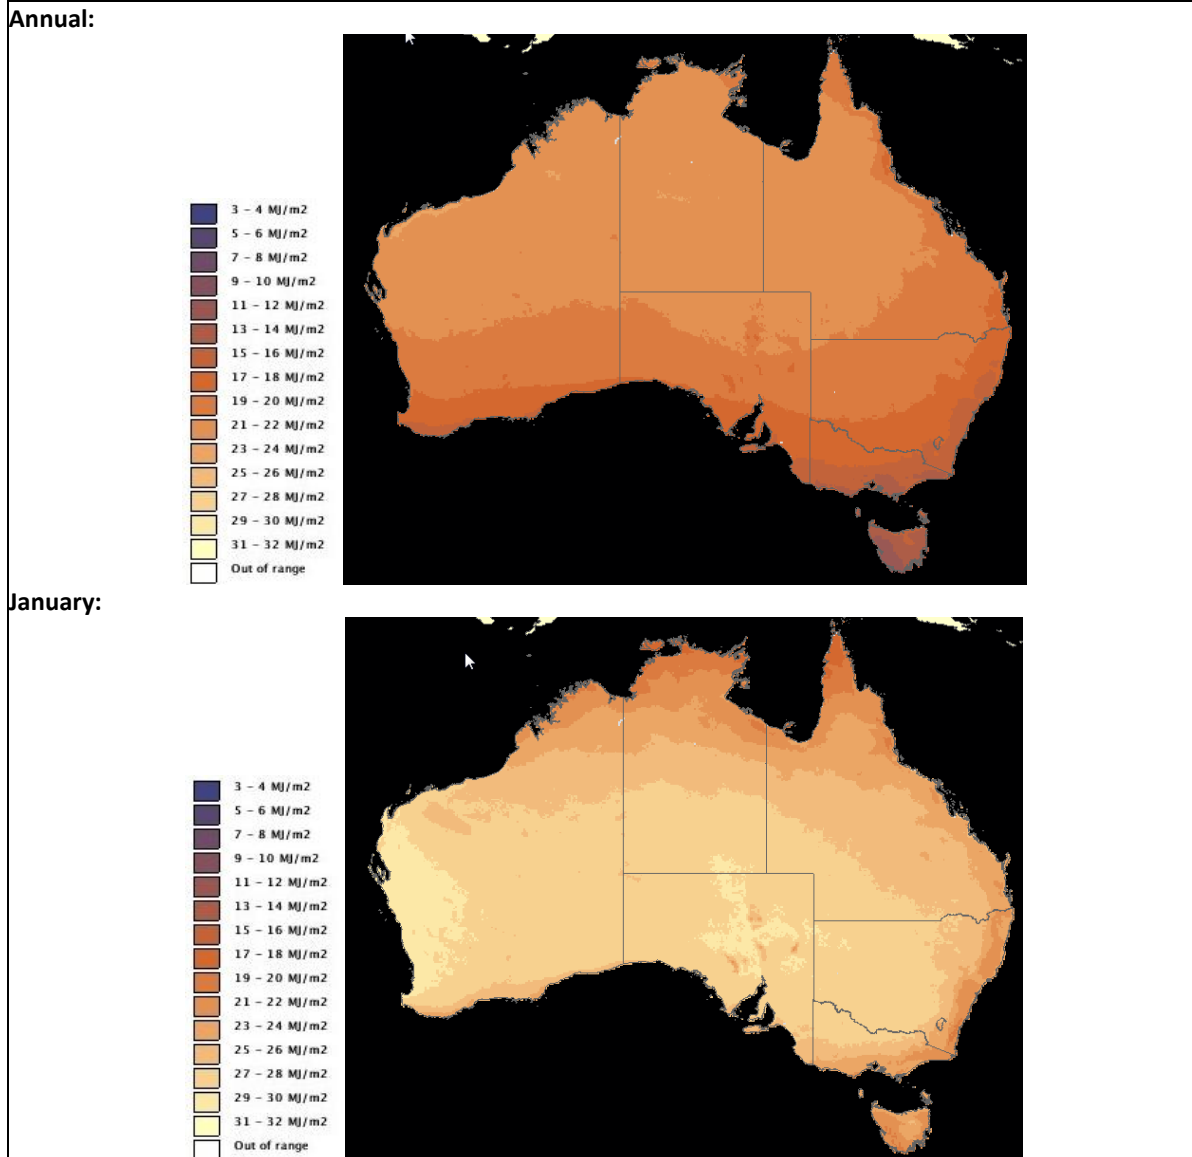 Annual:
3 - 4 MJ/m2
5 - 6 MJ/m2
7 - 8 MJ/m2
9 - 10 MJ/m2
11 - 12 MJ/m2
13 - 14 MJ/m2
15 - 16 MJ/m2
17 - 18 MJ/m2
19 - 20 MJ/m2
21 - 22 MJ/m2
23 - 24 MJ/m2
25 - 26 MJ/m2
27 - 28 MJ/m2
29 - 30 MJ/m2
31 - 32 MJ/m2
Out of range
January:
3 - 4 MJ/m2
5 - 6 MJ/m2
7 - 8 MJ/m2
9 - 10 MJ/m2
11 - 12 MJ/m2
13 - 14 MJ/m2
15 - 16 MJ/m2
17 - 18 MJ/m2
19 - 20 MJ/m2
21 - 22 MJ/m2
23 - 24 MJ/m2
25 - 26 MJ/m2
27 - 28 MJ/m2
29 - 30 MJ/m2
31 - 32 MJ/m2
Out of range